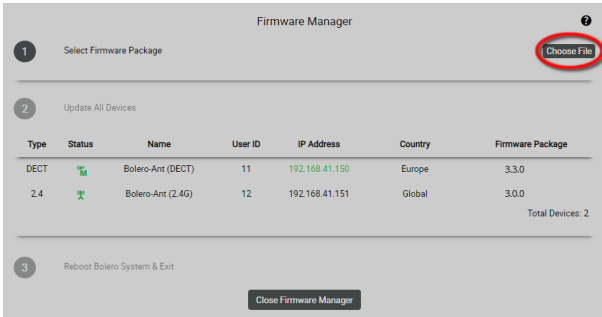 Firmware Manager
?
1 Select Firmware Package Choose File
2 Update All Devices
Type Status Name User ID IP Address Country Firmware Package
DECT M Bolero-Ant (DECT) 11 192.168.41.150 Europe 3.3.0
2.4 Bolero-Ant (2.4G) 12 192.168.41.151 Global 3.0.0
Total Devices: 2
3 Reboot Bolero System & Exit
Close Firmware Manager